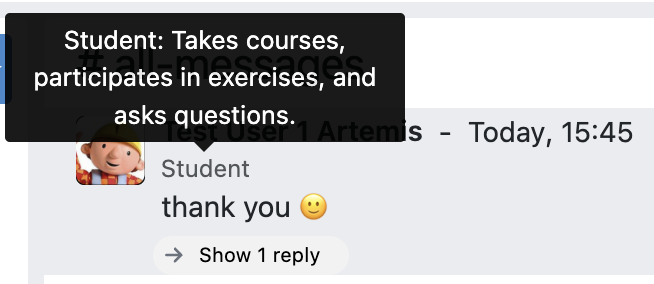 Student: Takes courses,
participates in exercises, and
asks questions.
# all-messages
Test User 1 Artemis - Today, 15:45
Student
thank you 🙂
→ Show 1 reply